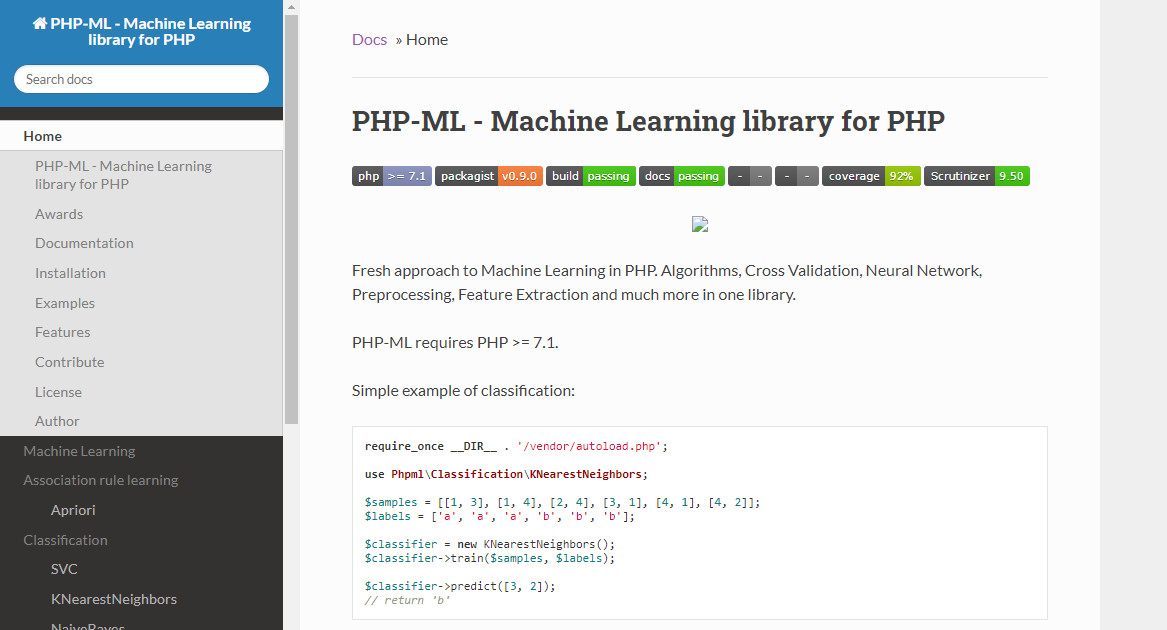 PHP-ML - Machine Learning
library for PHP
Search docs
Home
PHP-ML - Machine Learning
library for PHP
Awards
Documentation
Installation
Examples
Features
Contribute
License
Author
Machine Learning
Association rule learning
Apriori
Classification
SVC
KNearestNeighbors
NaiveBayes
Docs » Home
PHP-ML - Machine Learning library for PHP
php >= 7.1 packagist v0.9.0 build passing docs passing - - - - coverage 92% Scrutinizer 9.50
Fresh approach to Machine Learning in PHP. Algorithms, Cross Validation, Neural Network,
Preprocessing, Feature Extraction and much more in one library.
PHP-ML requires PHP >= 7.1.
Simple example of classification:
require_once __DIR__ . '/vendor/autoload.php';
use Phpml\Classification\KNearestNeighbors;
$samples = [[1, 3], [1, 4], [2, 4], [3, 1], [4, 1], [4, 2]];
$labels = ['a', 'a', 'a', 'b', 'b', 'b'];
$classifier = new KNearestNeighbors();
$classifier->train($samples, $labels);
$classifier->predict([3, 2]);
// return 'b'